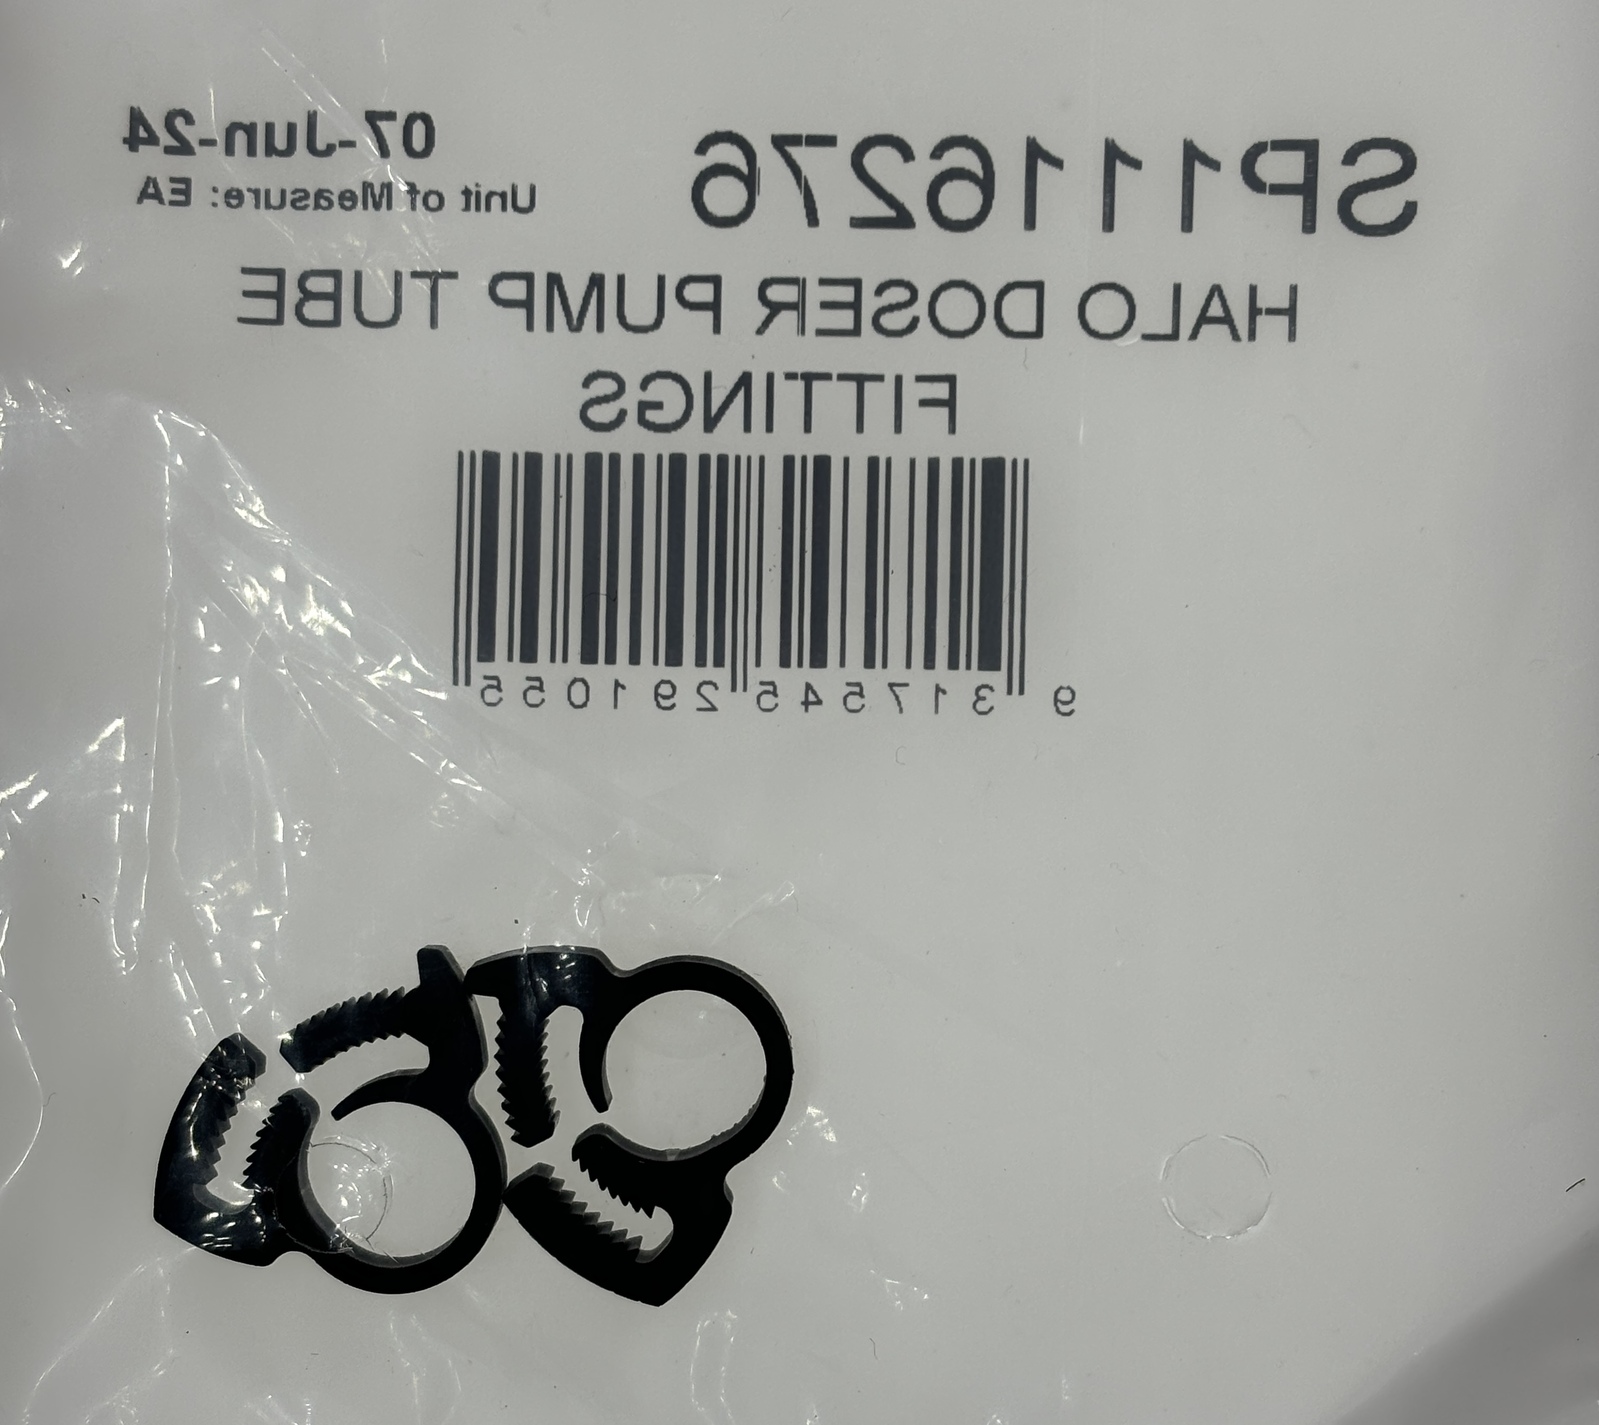 SP1116276
07-Jun-24
Unit of Measure: EA
HALO DOSER PUMP TUBE
FITTINGS
9 317545 291055